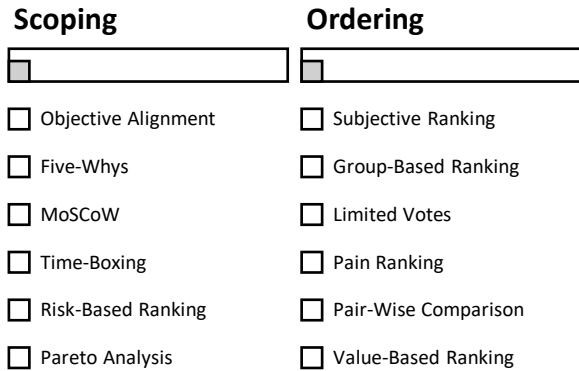 Scoping
Objective Alignment
Five-Whys
MoSCoW
Time-Boxing
Risk-Based Ranking
Pareto Analysis
Ordering
Subjective Ranking
Group-Based Ranking
Limited Votes
Pain Ranking
Pair-Wise Comparison
Value-Based Ranking